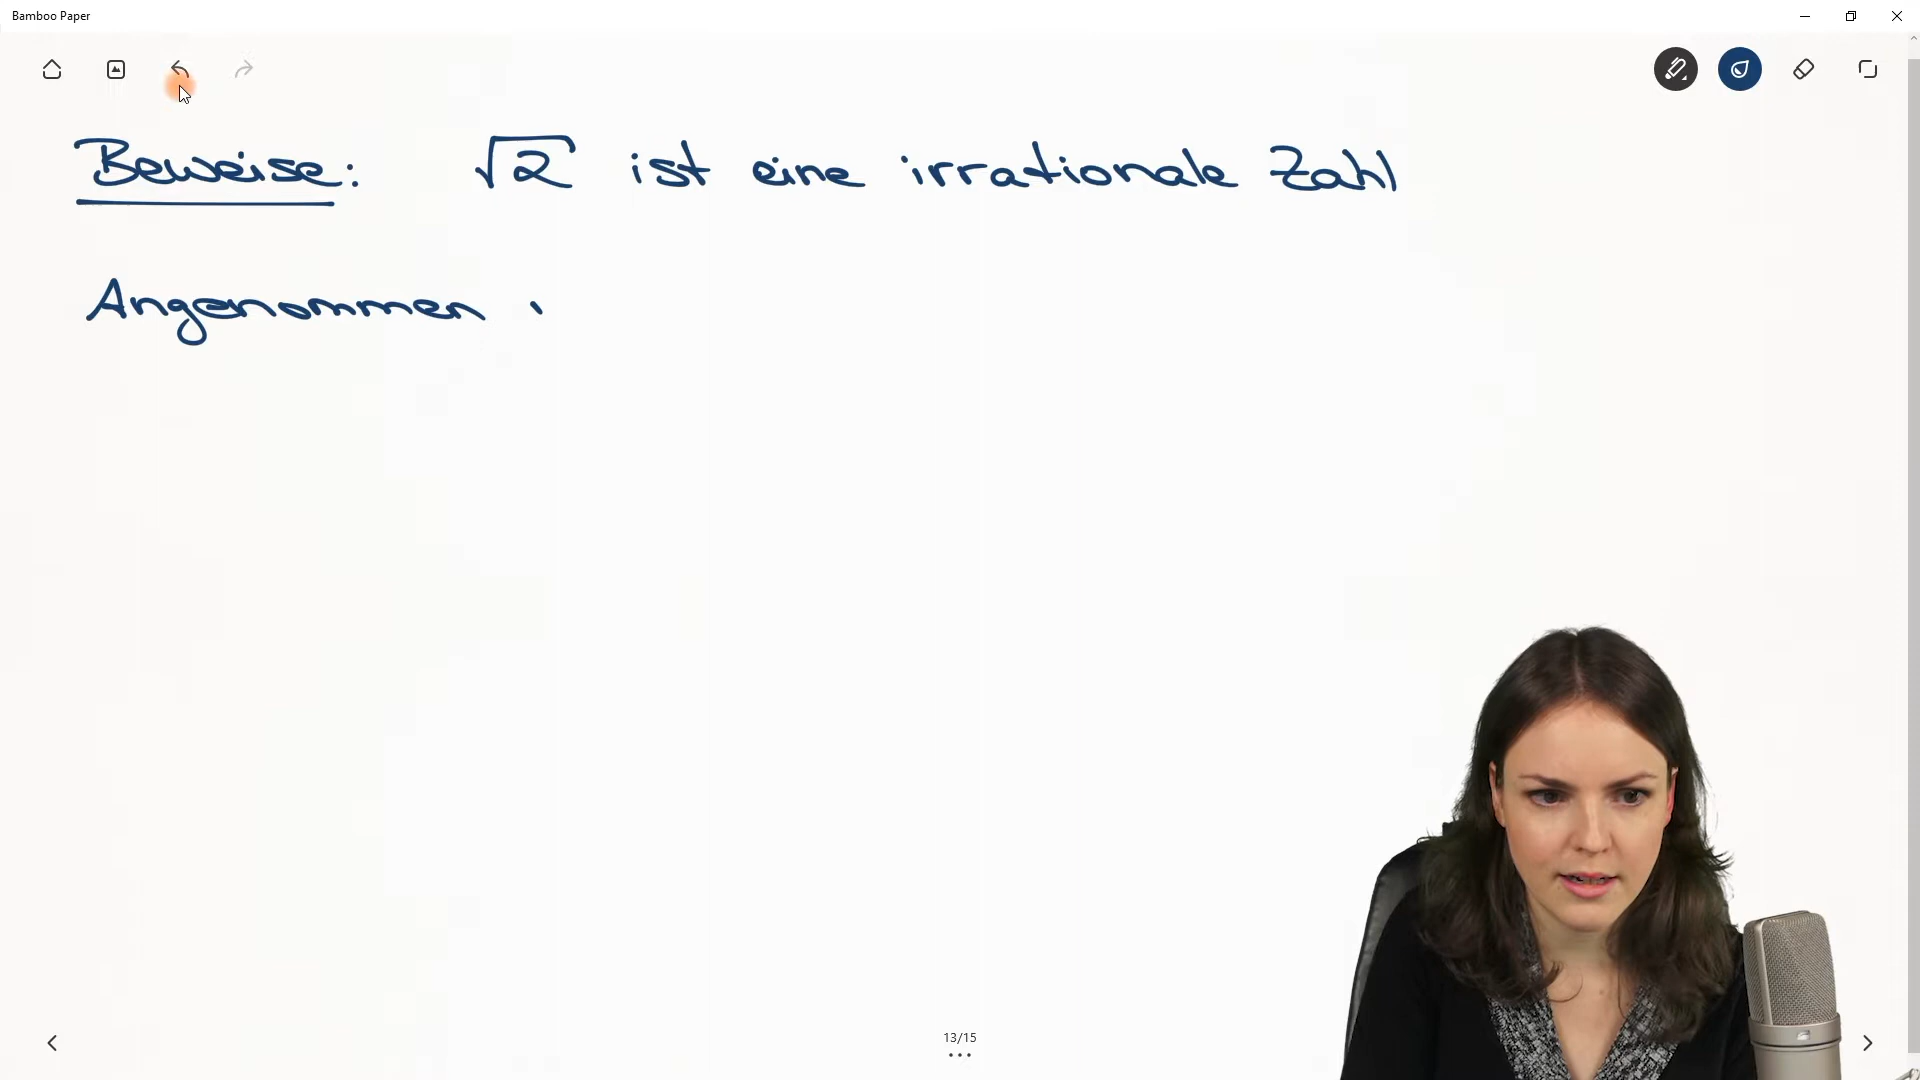 Bamboo Paper
Beweise: √2 ist eine irrationale Zahl
Angenommen
13/15